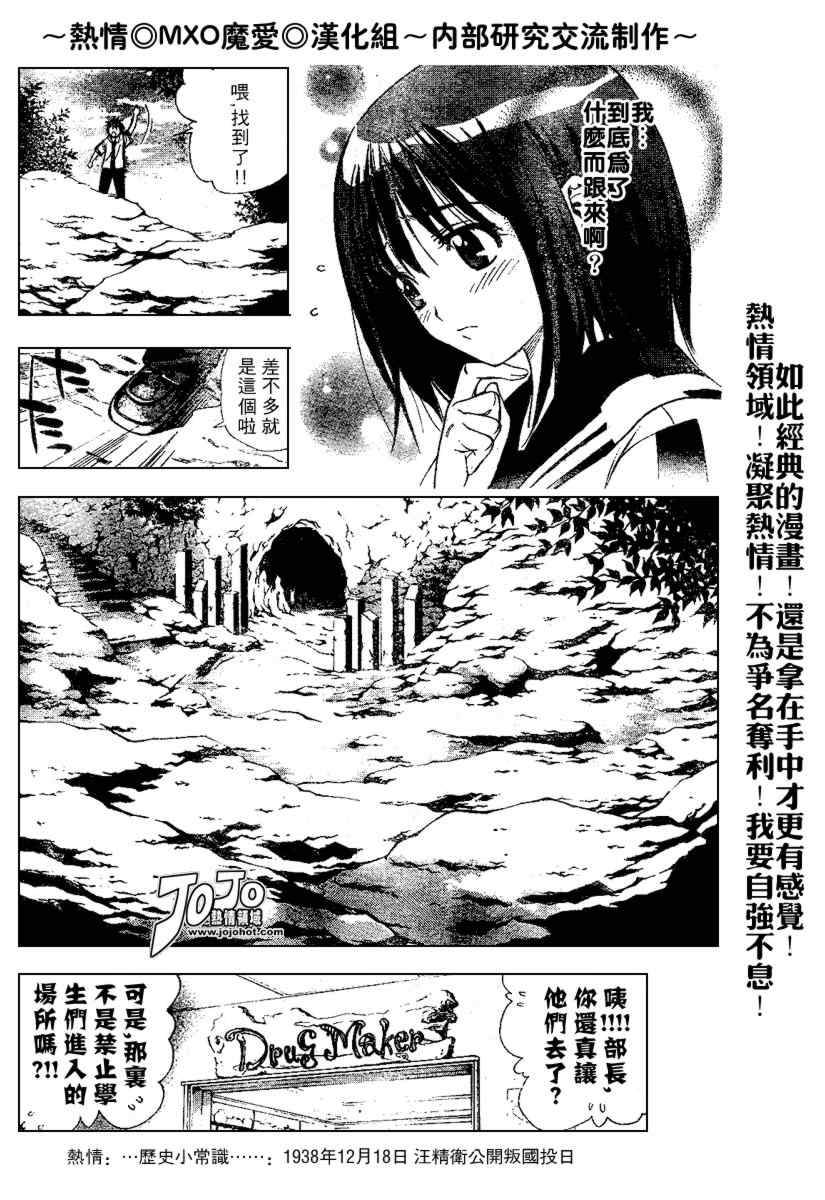 ～熱情◎MXO魔愛◎漢化組～内部研究交流制作～
我…
到底為了
什麼而跟來啊？
喂,找到了!!
差不多就
是這個啦
如此經典的漫畫！還是拿在手中才更有感覺！
熱情領域！凝聚熱情！不為爭名奪利！我要自強不息！
JOJO
熱情領域
www.jojohot.com
咦!!!!部長,
你還真讓
他們去了?
Drug Maker
可是,那裏
不是禁止學
生們進入的
場所嗎?!!
熱情：…歷史小常識……：1938年12月18日 汪精衛公開叛國投日